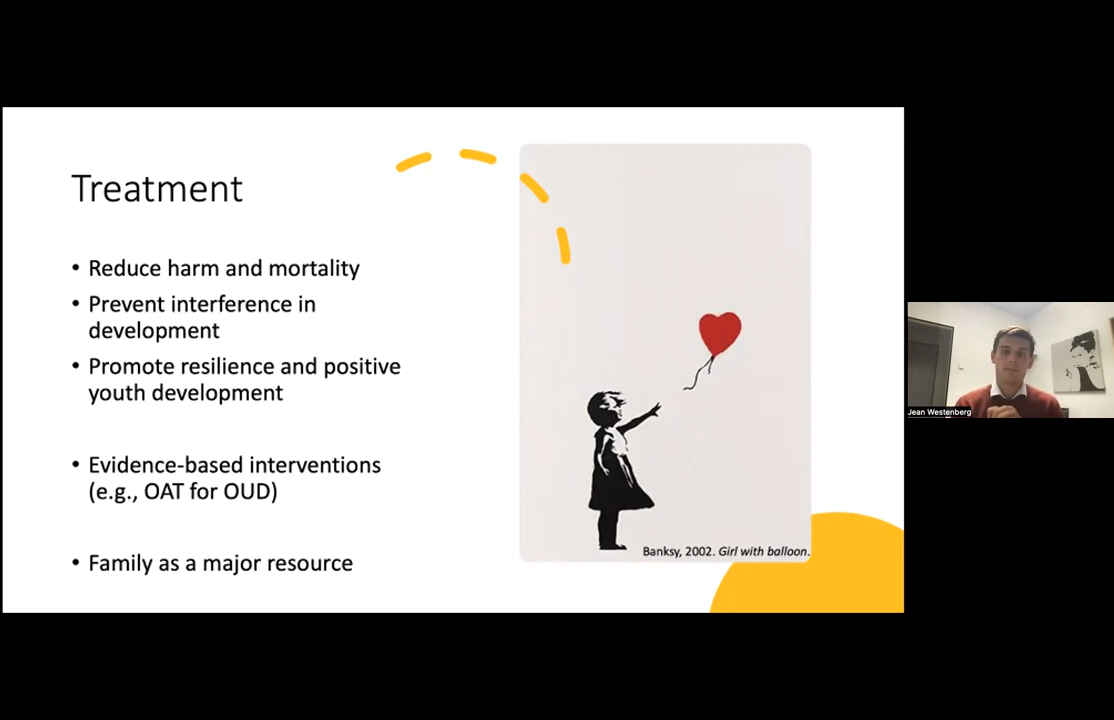 Treatment
• Reduce harm and mortality
• Prevent interference in
development
• Promote resilience and positive
youth development
• Evidence-based interventions
(e.g., OAT for OUD)
• Family as a major resource
Banksy, 2002. Girl with balloon.
Jean Westenberg